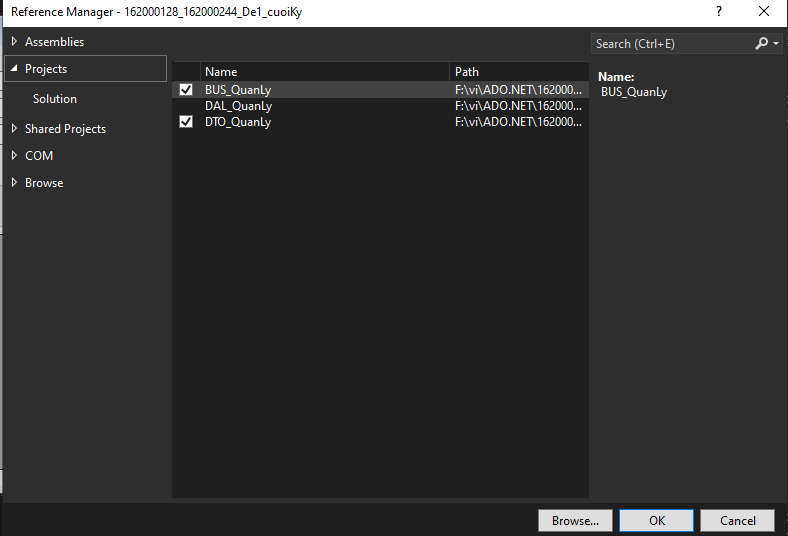 Reference Manager - 162000128_162000244_De1_cuoiKy
?
Assemblies
Projects
Solution
Shared Projects
COM
Browse
Name Path
BUS_QuanLy F:\vi\ADO.NET\162000...
DAL_QuanLy F:\vi\ADO.NET\162000...
DTO_QuanLy F:\vi\ADO.NET\162000...
Search (Ctrl+E)
Name:
BUS_QuanLy
Browse... OK Cancel